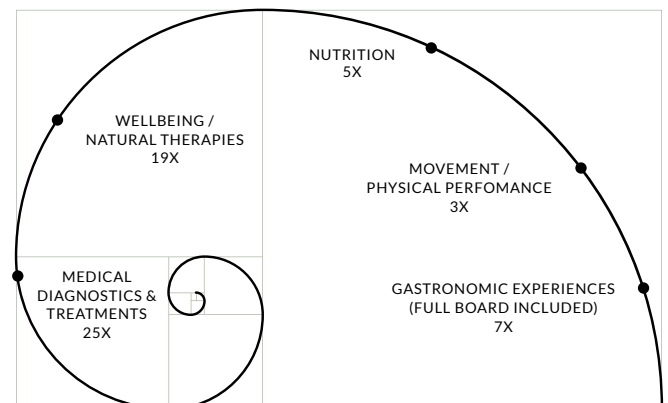 NUTRITION
5X
WELLBEING /
NATURAL THERAPIES
19X
MOVEMENT /
PHYSICAL PERFOMANCE
3X
MEDICAL
DIAGNOSTICS &
TREATMENTS
25X
GASTRONOMIC EXPERIENCES
(FULL BOARD INCLUDED)
7X